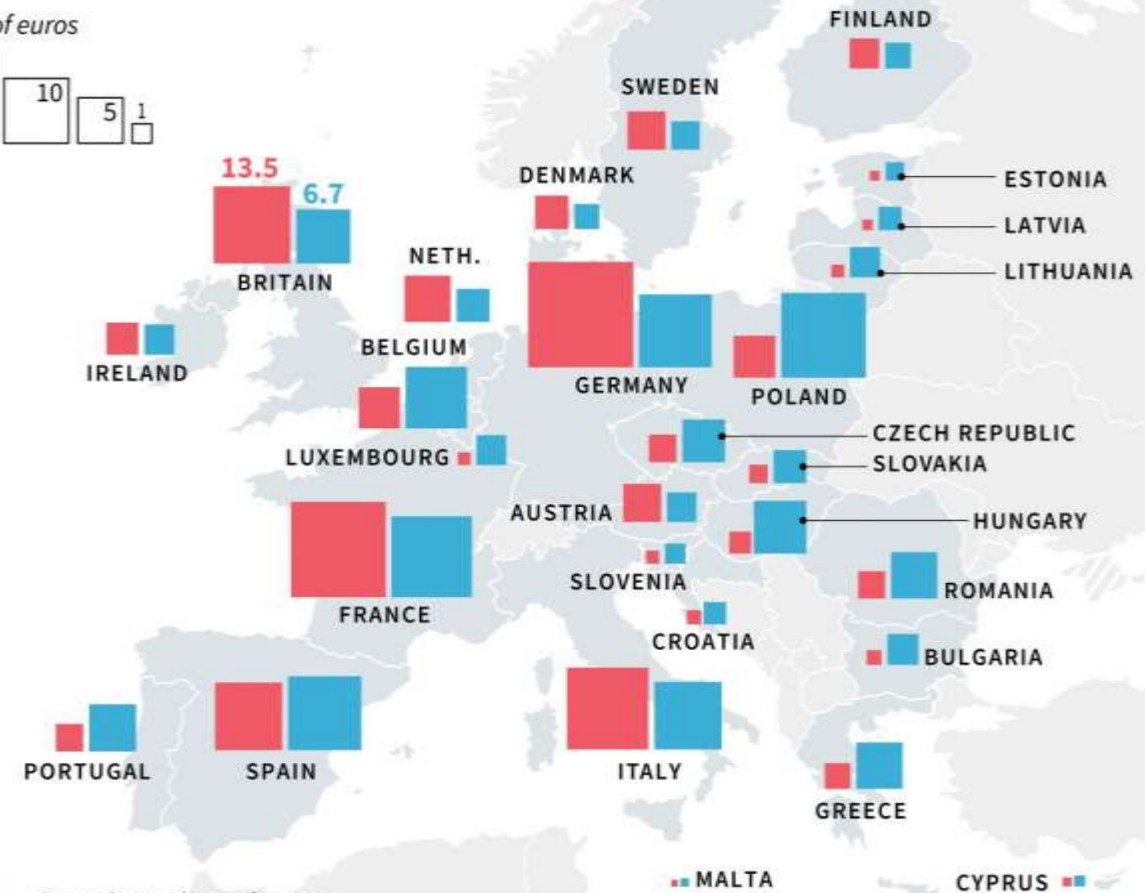 of euros
10
5
1
FINLAND
SWEDEN
DENMARK
ESTONIA
LATVIA
LITHUANIA
13.5
6.7
BRITAIN
NETH.
IRELAND
BELGIUM
GERMANY
POLAND
LUXEMBOURG
CZECH REPUBLIC
SLOVAKIA
AUSTRIA
HUNGARY
SLOVENIA
ROMANIA
FRANCE
CROATIA
BULGARIA
PORTUGAL
SPAIN
ITALY
GREECE
MALTA
CYPRUS